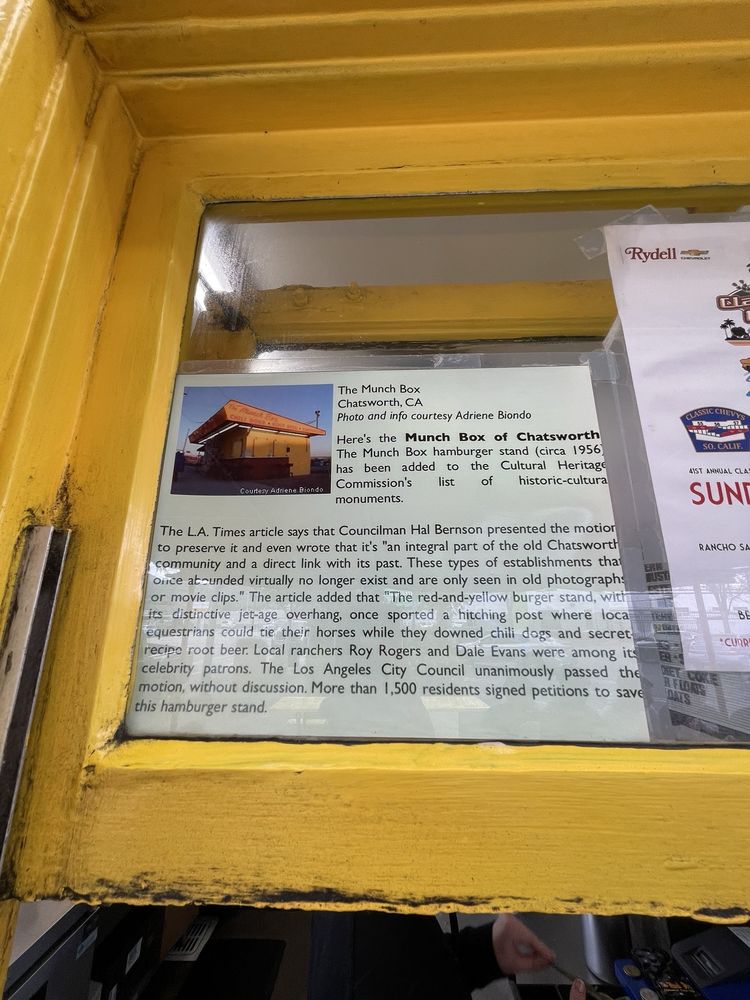 Rydell
CHEVROLET
The Munch Box
Chatsworth, CA
Photo and info courtesy Adriene Biondo
Here's the Munch Box of Chatsworth
The Munch Box hamburger stand (circa 1956)
has been added to the Cultural Heritage
Commission's list of historic-cultural
monuments.
Courtesy Adriene Biondo
The L.A. Times article says that Councilman Hal Bernson presented the motion
to preserve it and even wrote that it's "an integral part of the old Chatsworth
community and a direct link with its past. These types of establishments that
once abounded virtually no longer exist and are only seen in old photographs
or movie clips." The article added that "The red-and-yellow burger stand, with
its distinctive jet-age overhang, once sported a hitching post where local
equestrians could tie their horses while they downed chili dogs and secret-
recipe root beer. Local ranchers Roy Rogers and Dale Evans were among its
celebrity patrons. The Los Angeles City Council unanimously passed the
motion, without discussion. More than 1,500 residents signed petitions to save
this hamburger stand.
CLASSIC CHEVYS
SO. CALIF.
41ST ANNUAL CLA
SUND
RANCHO SA
BE
*CURR
COKE
FLOATS